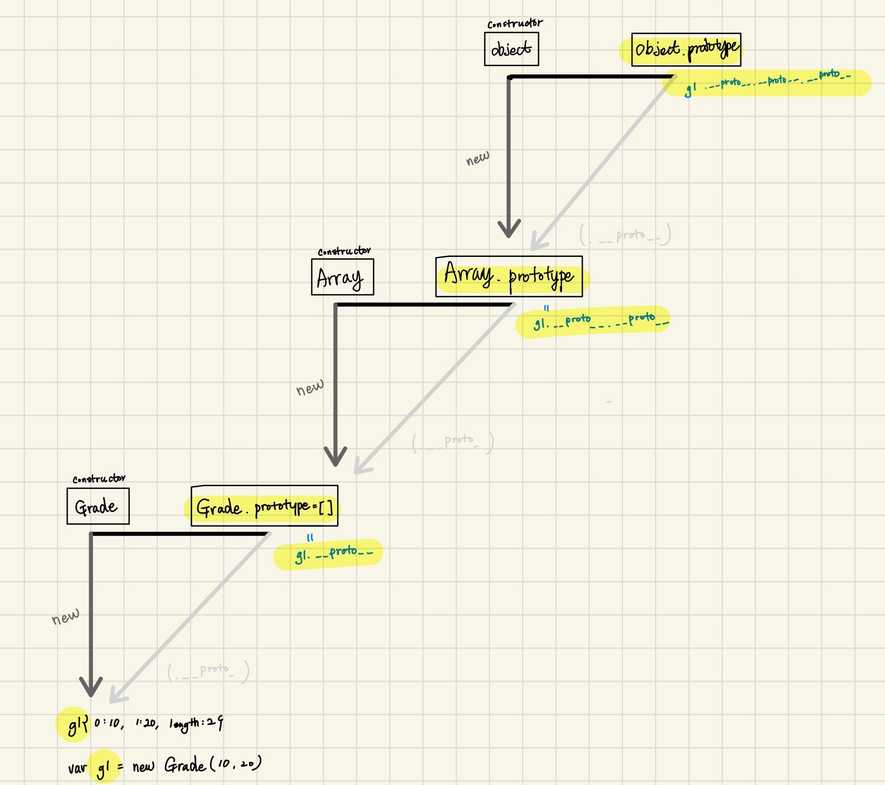 constructor
object
Object.prototype
g1.__proto__.__proto__.__proto__
new
(.__proto__)
constructor
Array
Array.prototype
"
g1.__proto__.__proto__
new
(.__proto_)
constructor
Grade
Grade.prototype=[]
"
g1.__proto__
new
(.__proto_)
g1{ 0:10, 1:20, length:2}
var g1 = new Grade(10, 20)